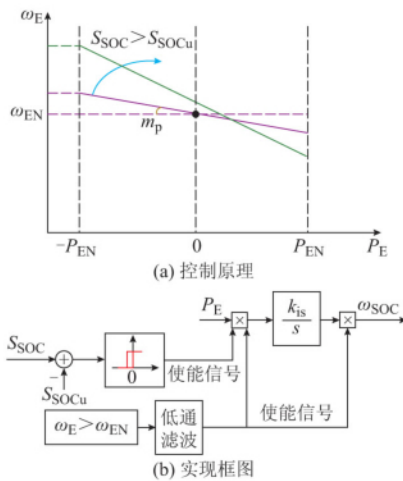 ω_E
S_SOC > S_SOCu
ω_EN
m_p
−P_EN 0 P_EN P_E
(a) 控制原理
P_E k_is/s ω_SOC
S_SOC
−
0
使能信号
S_SOCu
ω_E>ω_EN 低通滤波 使能信号
(b) 实现框图